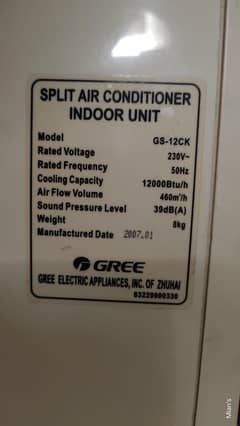 SPLIT AIR CONDITIONER
INDOOR UNIT
Model GS-12CK
Rated Voltage 230V~
Rated Frequency 50Hz
Cooling Capacity 12000Btu/h
Air Flow Volume 460m³/h
Sound Pressure Level 39dB(A)
Weight 8kg
Manufactured Date 2007.01
GREE
GREE ELECTRIC APPLIANCES, INC. OF ZHUHAI
63229000330
Mian's